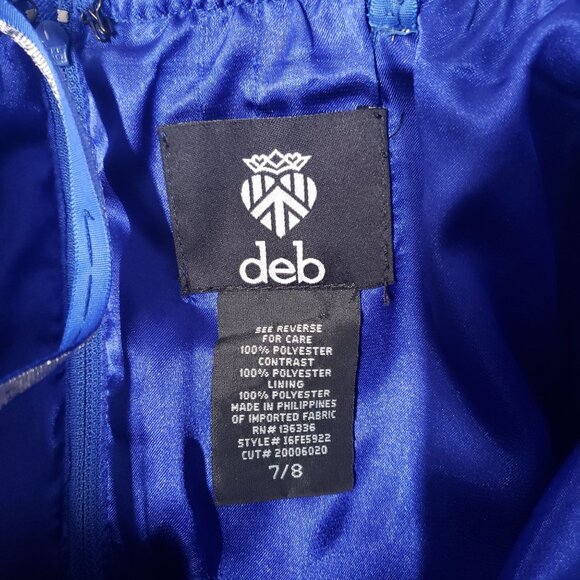 deb
SEE REVERSE
FOR CARE
100% POLYESTER
CONTRAST
100% POLYESTER
LINING
100% POLYESTER
MADE IN PHILIPPINES
OF IMPORTED FABRIC
RN# 136336
STYLE# 16FE5922
CUT# 20006020
7/8